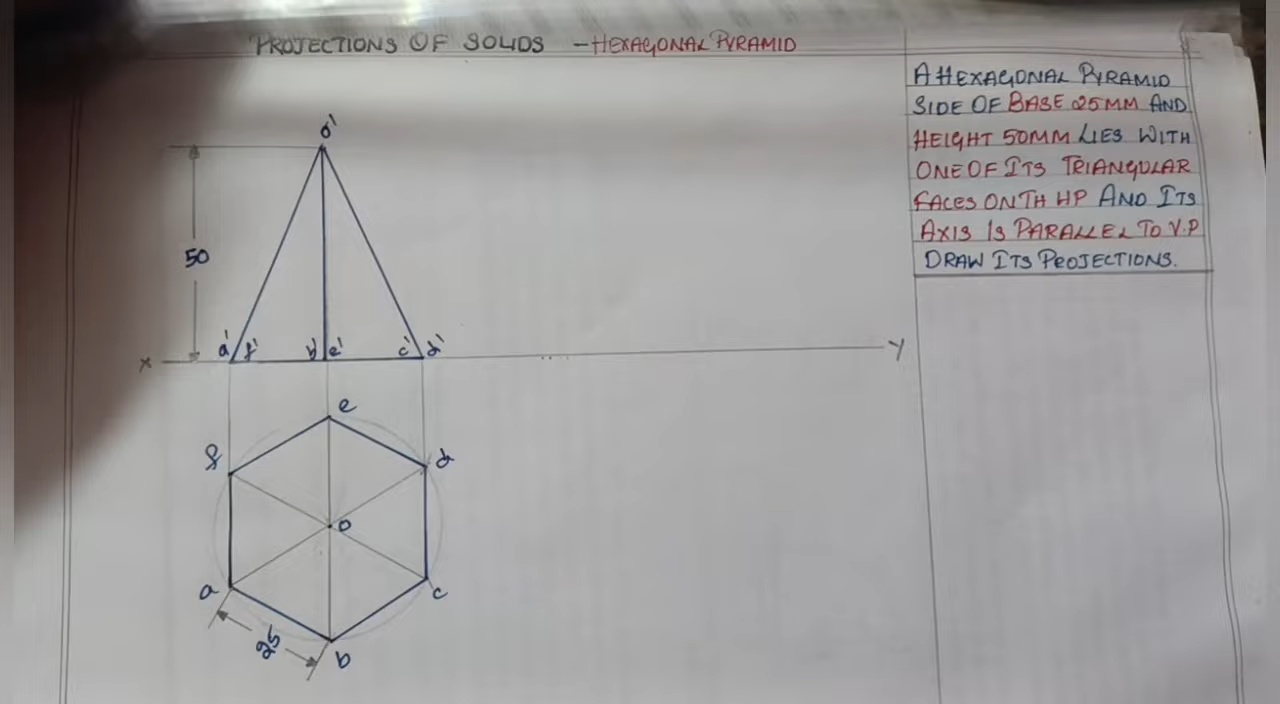 PROJECTIONS OF SOLIDS - HEXAGONAL PYRAMID
A HEXAGONAL PYRAMID
SIDE OF BASE 25MM AND
HEIGHT 50MM LIES WITH
ONE OF ITS TRIANGULAR
FACES ON TH HP AND ITS
AXIS IS PARALLEL TO V.P
DRAW ITS PROJECTIONS.
o'
50
a' f' b' e' c' d'
X Y
e
f d
o
a c
25
b